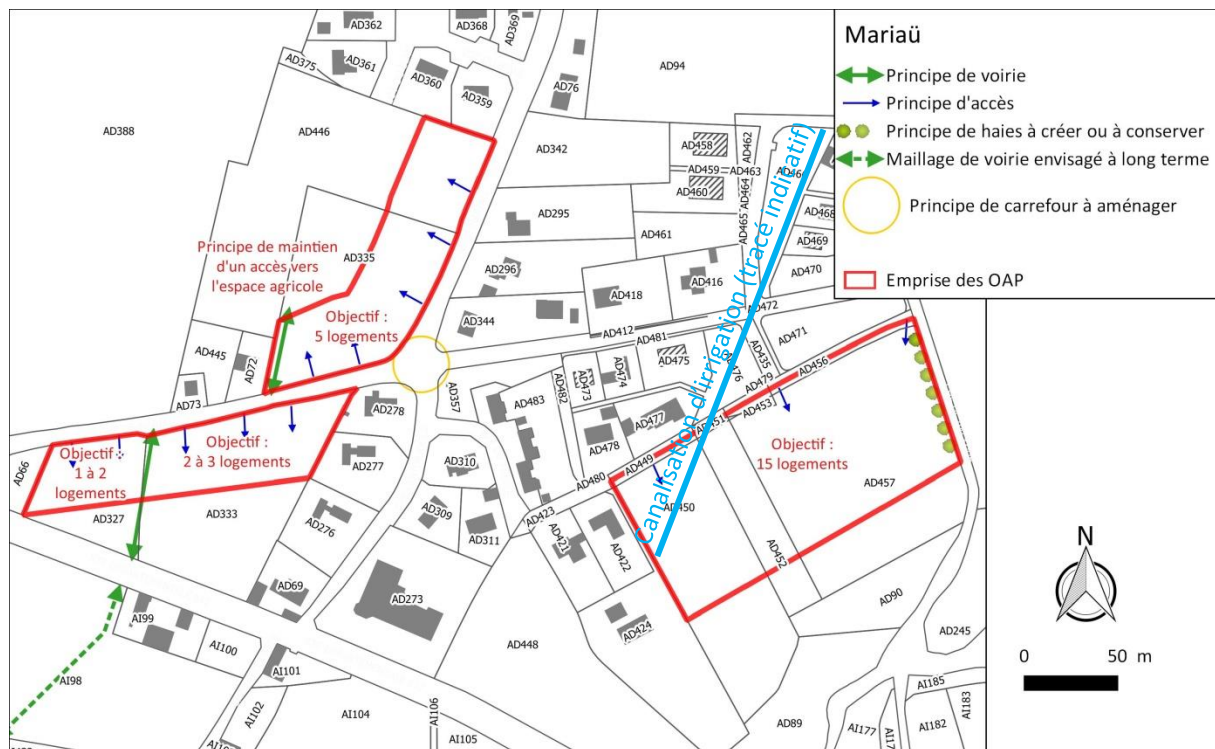 Mariaü
Principe de voirie
Principe d'accès
Principe de haies à créer ou à conserver
Maillage de voirie envisagé à long terme
Principe de carrefour à aménager
Emprise des OAP
AD362
AD368
AD369
AD375
AD361
AD360
AD359
AD76
AD94
AD388
AD446
AD342
AD458
AD462
AD459
AD463
AD460
AD464
AD465
AD468
AD469
AD470
AD295
AD461
Principe de maintien
d'un accès vers
l'espace agricole
AD335
AD296
AD418
AD416
AD472
Objectif :
5 logements
AD344
AD412
AD481
AD471
AD435
AD445
AD72
AD73
AD475
AD474
AD473
AD476
AD479
AD456
AD453
AD482
AD483
AD357
AD278
AD477
AD478
AD451
AD449
AD480
Canalisation d'irrigation (tracé indicatif)
Objectif :
1 à 2
logements
Objectif :
2 à 3 logements
Objectif :
15 logements
AD66
AD277
AD310
AD457
AD327
AD333
AD276
AD309
AD311
AD423
AD421
AD422
AD450
AD452
AD69
AD273
AD424
AD90
AD448
AD245
AI99
AI100
AI101
AI98
AI102
AI104
AI106
AI105
AD89
AI185
AI183
AI177
AI182
N
0 50 m